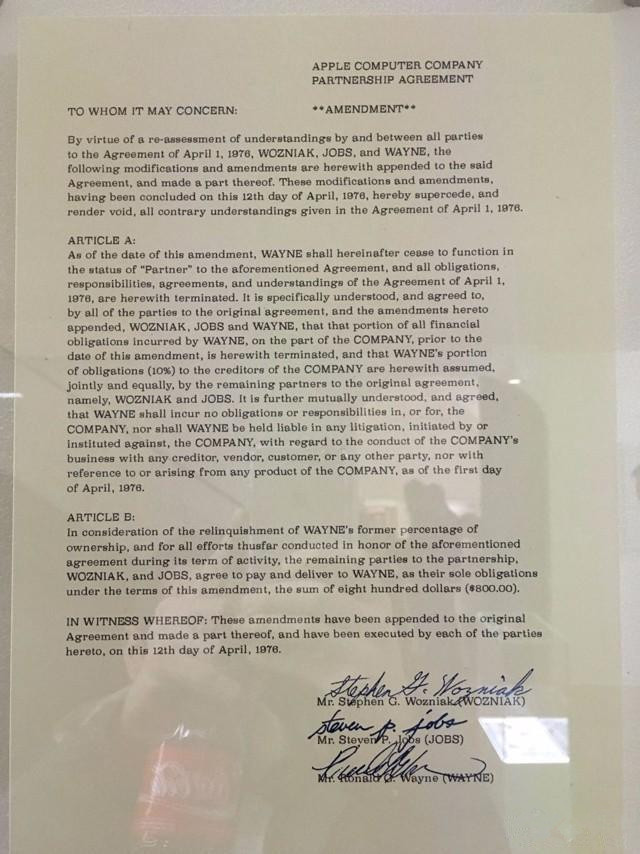 APPLE COMPUTER COMPANY
PARTNERSHIP AGREEMENT
TO WHOM IT MAY CONCERN: **AMENDMENT**
By virtue of a re-assessment of understandings by and between all parties
to the Agreement of April 1, 1976, WOZNIAK, JOBS, and WAYNE, the
following modifications and amendments are herewith appended to the said
Agreement, and made a part thereof. These modifications and amendments,
having been concluded on this 12th day of April, 1976, hereby supercede, and
render void, all contrary understandings given in the Agreement of April 1, 1976.
ARTICLE A:
As of the date of this amendment, WAYNE shall hereinafter cease to function in
the status of "Partner" to the aforementioned Agreement, and all obligations,
responsibilities, agreements, and understandings of the Agreement of April 1,
1976, are herewith terminated. It is specifically understood, and agreed to,
by all of the parties to the original agreement, and the amendments hereto
appended, WOZNIAK, JOBS and WAYNE, that that portion of all financial
obligations incurred by WAYNE, on the part of the COMPANY, prior to the
date of this amendment, is herewith terminated, and that WAYNE's portion
of obligations (10%) to the creditors of the COMPANY are herewith assumed,
jointly and equally, by the remaining partners to the original agreement,
namely, WOZNIAK and JOBS. It is further mutually understood, and agreed,
that WAYNE shall incur no obligations or responsibilities in, or for, the
COMPANY, nor shall WAYNE be held liable in any litigation, initiated by or
instituted against, the COMPANY, with regard to the conduct of the COMPANY's
business with any creditor, vendor, customer, or any other party, nor with
reference to or arising from any product of the COMPANY, as of the first day
of April, 1976.
ARTICLE B:
In consideration of the relinquishment of WAYNE's former percentage of
ownership, and for all efforts thusfar conducted in honor of the aforementioned
agreement during its term of activity, the remaining parties to the partnership,
WOZNIAK, and JOBS, agree to pay and deliver to WAYNE, as their sole obligations
under the terms of this amendment, the sum of eight hundred dollars ($800.00).
IN WITNESS WHEREOF: These amendments have been appended to the original
Agreement and made a part thereof, and have been executed by each of the parties
hereto, on this 12th day of April, 1976.
Stephen G. Wozniak
Mr. Stephen G. Wozniak (WOZNIAK)
steven p. jobs
Mr. Steven P. Jobs (JOBS)
Mr. Ronald G. Wayne (WAYNE)